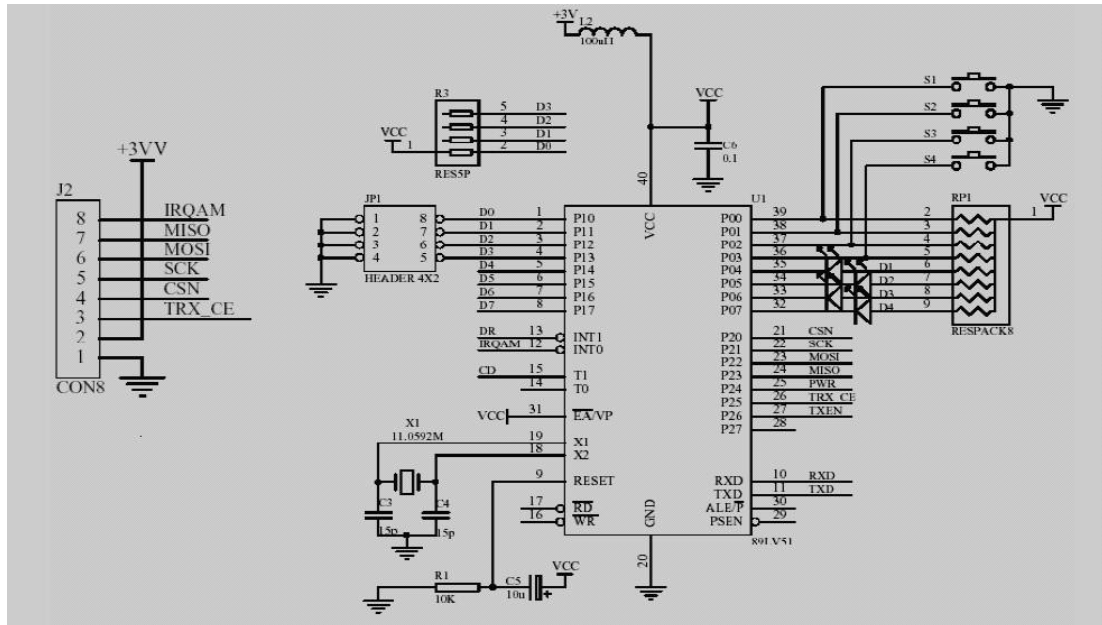 +3V
L2
100uH
R3
5 D3
4 D2
3 D1
2 D0
VCC 1
RES5P
VCC
C6
0.1
S1
S2
S3
S4
+3VV
J2
8 IRQAM
7 MISO
6 MOSI
5 SCK
4 CSN
3 TRX_CE
2
1
CON8
JP1
1 8 D0
2 7 D1
3 6 D2
4 5 D3
HEADER 4X2
40
U1
VCC
1 P10
2 P11
3 P12
4 P13
D4 5 P14
D5 6 P15
D6 7 P16
D7 8 P17
DR 13 INT1
IRQAM 12 INT0
CD 15 T1
14 T0
VCC 31 EA/VP
X1
11.0592M
19 X1
18 X2
9 RESET
17 RD
16 WR
C3
15p
C4
15p
P00 39
P01 38
P02 37
P03 36
P04 35
P05 34
P06 33
P07 32
D1
D2
D3
D4
RP1
VCC
1
2
3
4
5
6
7
8
9
RESPACK8
P20 21 CSN
P21 22 SCK
P22 23 MOSI
P23 24 MISO
P24 25 PWR
P25 26 TRX_CE
P26 27 TXEN
P27 28
RXD 10 RXD
TXD 11 TXD
ALE/P 30
PSEN 29
89LV51
GND
20
R1
10K
C5
10u
+
VCC